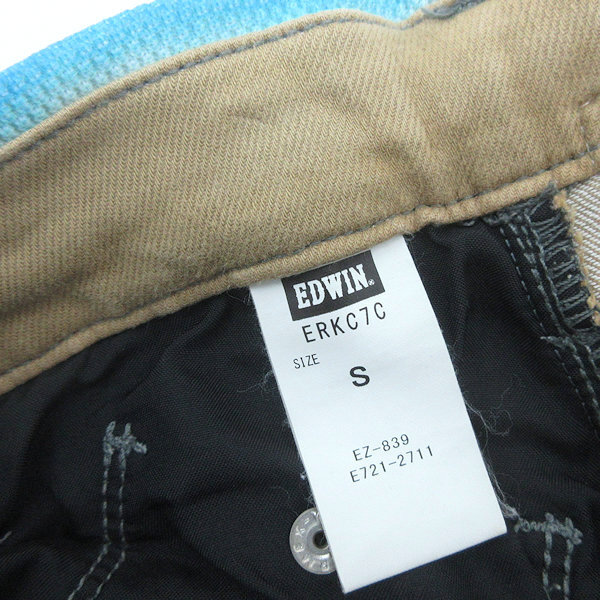 EDWIN®
ERKC7C
SIZE
S
EZ-839
E721-2711